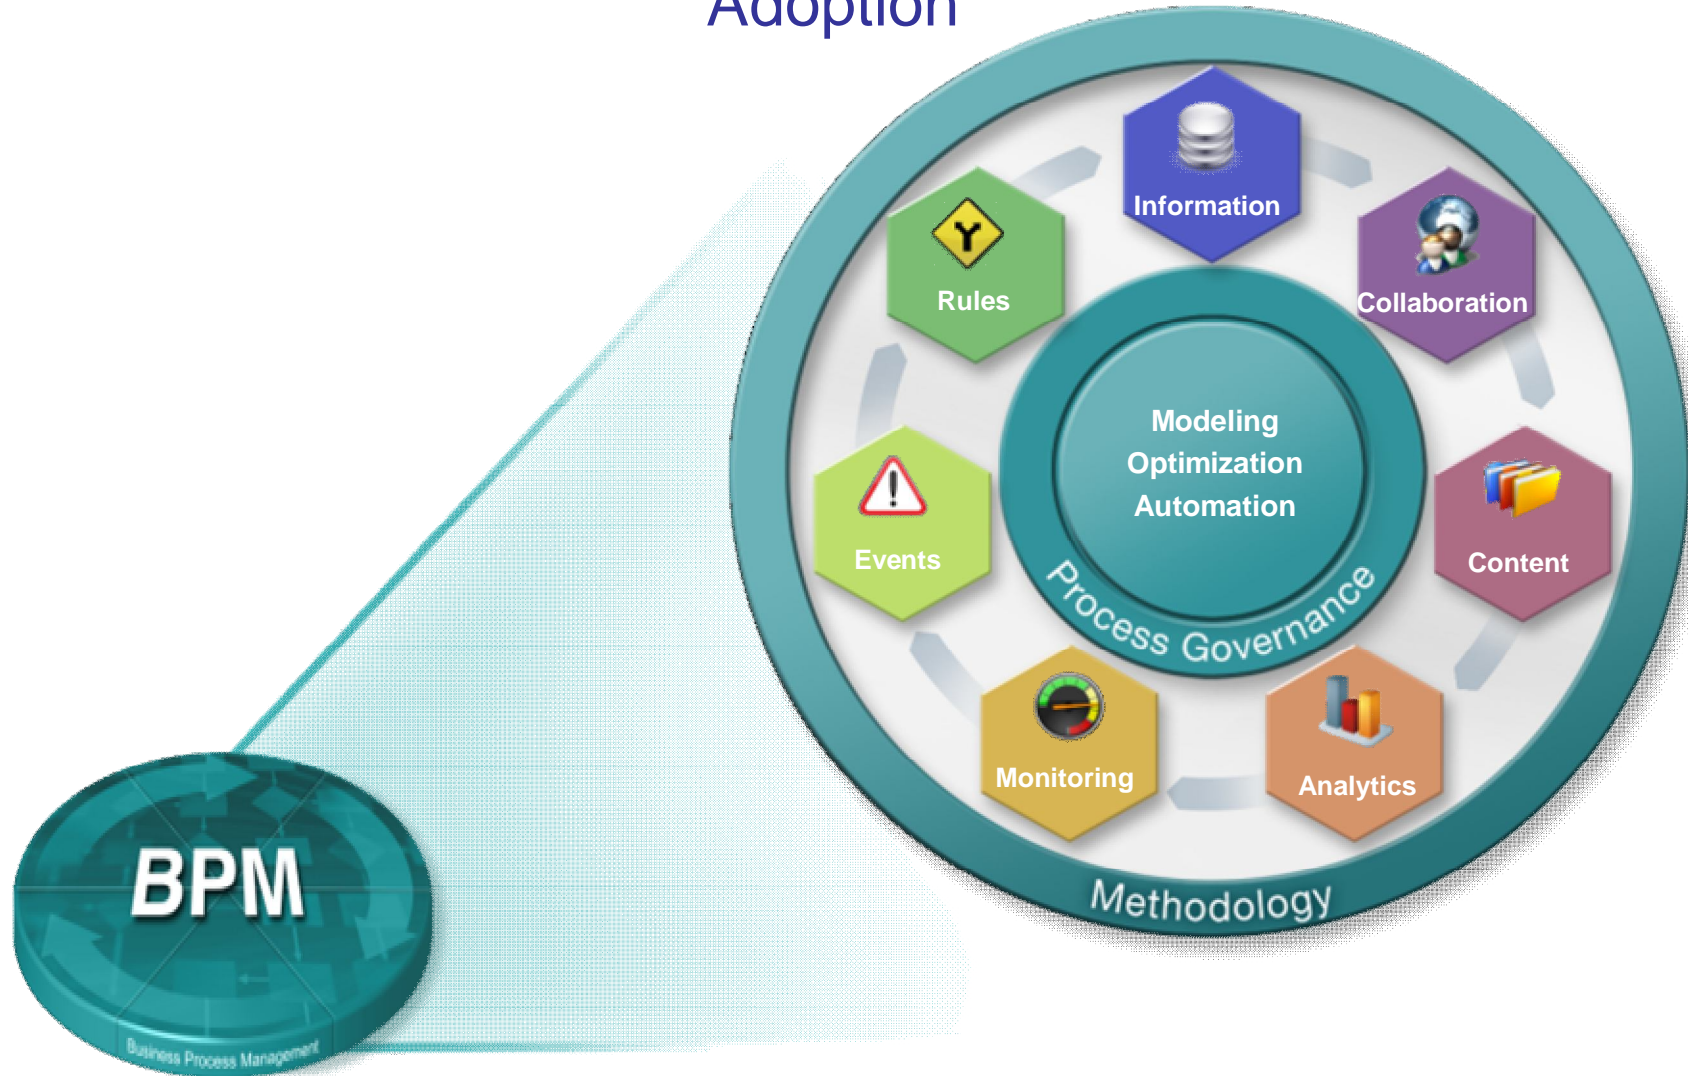 Adoption
Information
Rules
Collaboration
Modeling
Optimization
Automation
Events
Content
Process Governance
Monitoring
Analytics
Methodology
BPM
Business Process Management